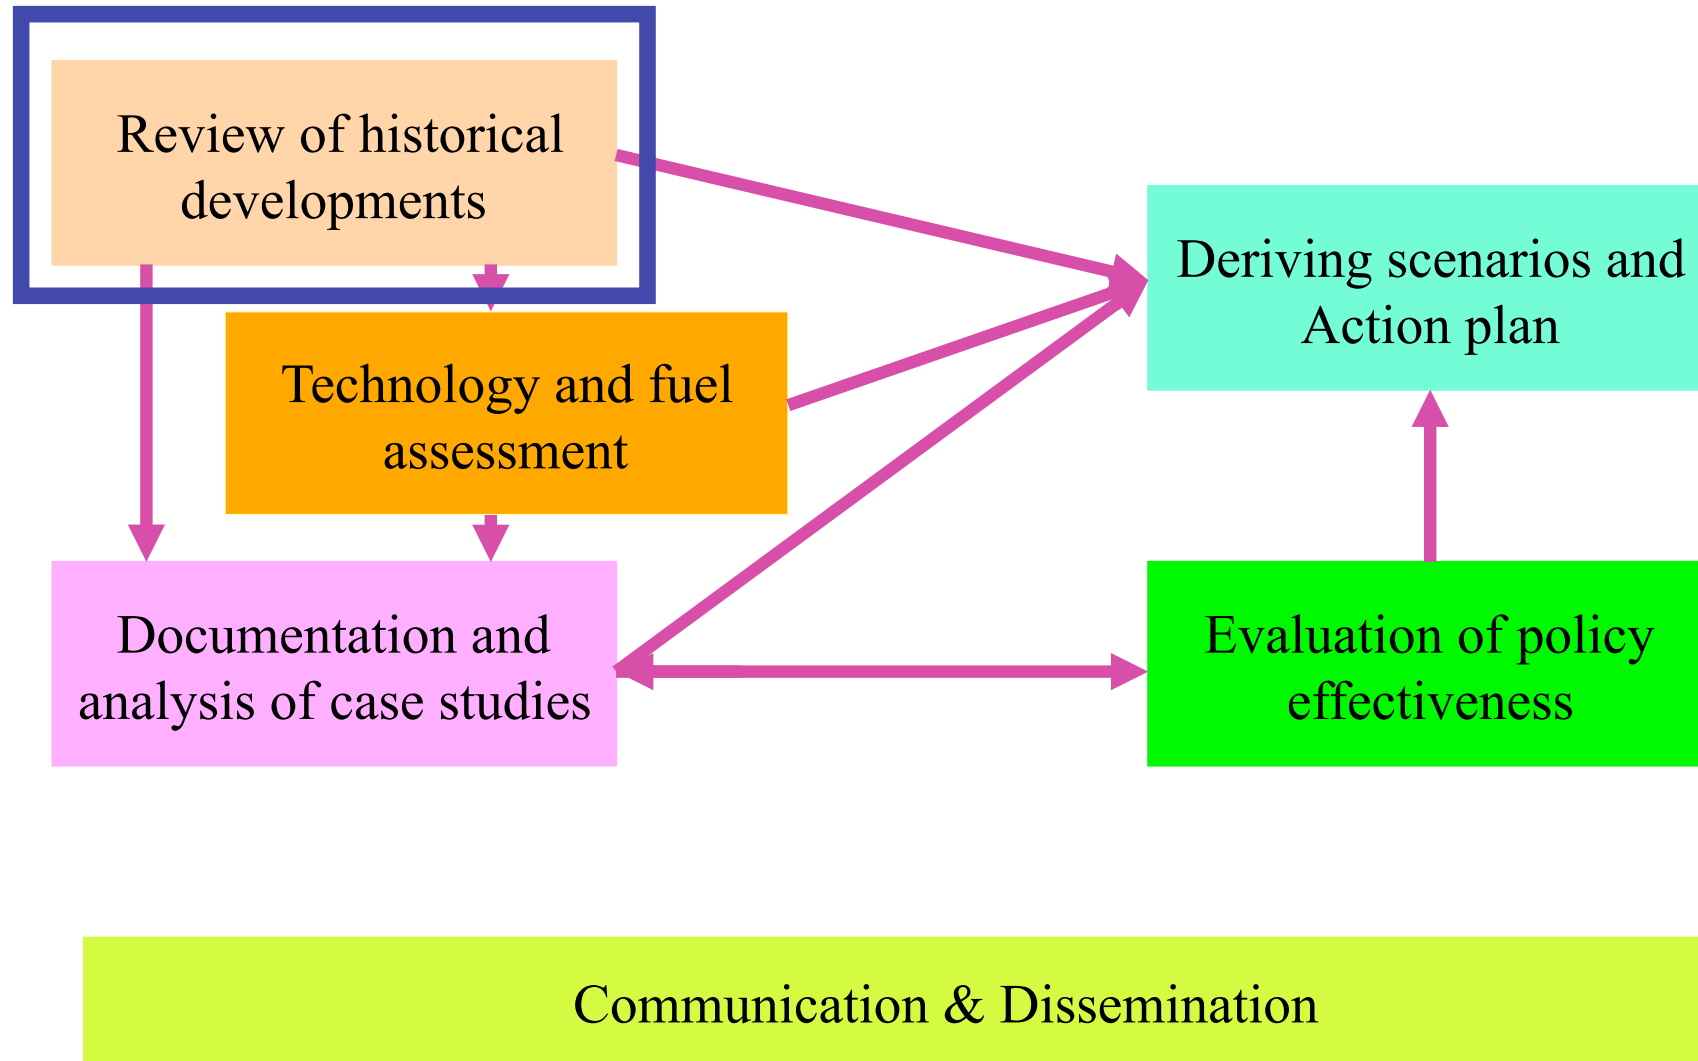 Review of historical
developments
Technology and fuel
assessment
Documentation and
analysis of case studies
Deriving scenarios and
Action plan
Evaluation of policy
effectiveness
Communication & Dissemination